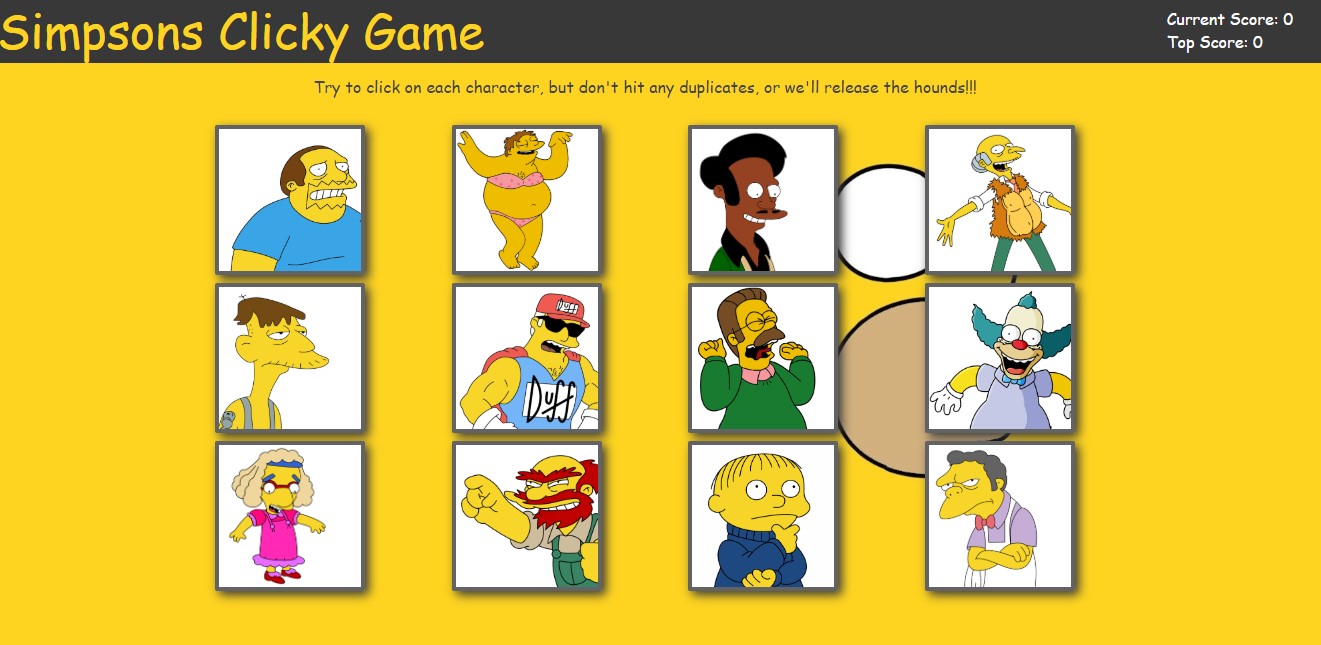 Simpsons Clicky Game
Current Score: 0
Top Score: 0
Try to click on each character, but don't hit any duplicates, or we'll release the hounds!!!
Duff
Duff